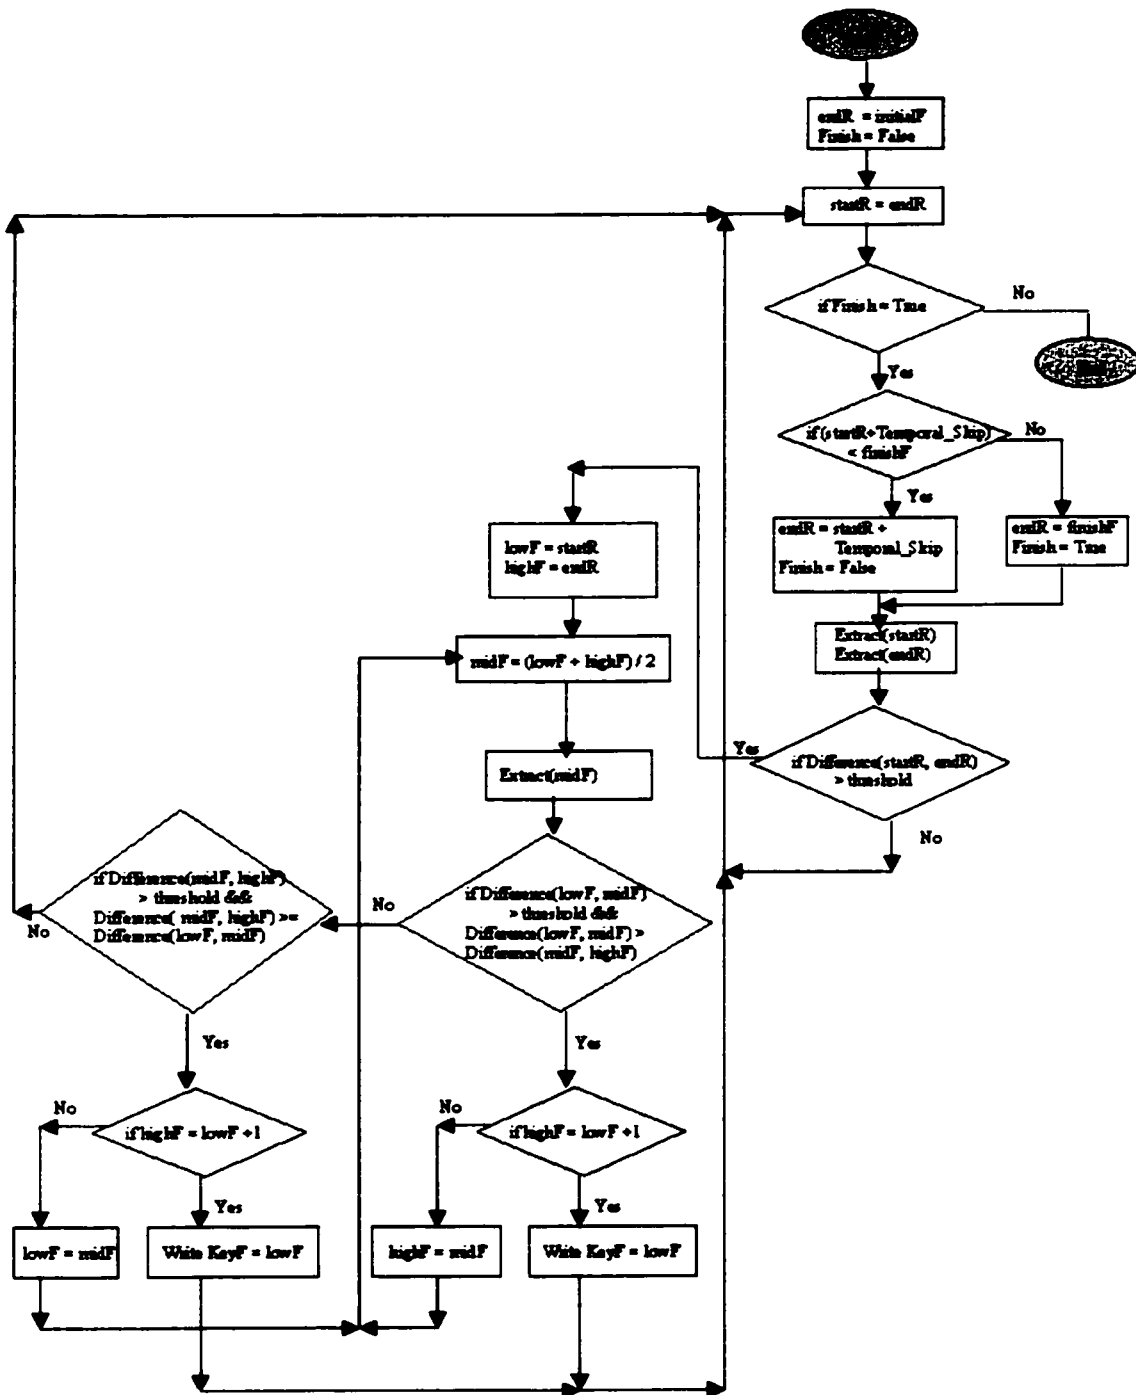 endR = initialF
Finish = False
startR = endR
if Finish = True
No
Yes
if (startR+Temporal_Skip)
< finishF
No
Yes
endR = startR +
Temporal_Skip
Finish = False
endR = finishF
Finish = True
Extract(startR)
Extract(endR)
if Difference(startR, endR)
> threshold
Yes
No
lowF = startR
highF = endR
midF = (lowF + highF) / 2
Extract(midF)
if Difference(lowF, midF)
> threshold &&
Difference(lowF, midF) >
Difference(midF, highF)
No
Yes
if Difference(midF, highF)
> threshold &&
Difference( midF, highF) >=
Difference(lowF, midF)
No
Yes
if highF = lowF +1
No
Yes
lowF = midF
Write KeyF = lowF
if highF = lowF +1
No
Yes
highF = midF
Write KeyF = lowF